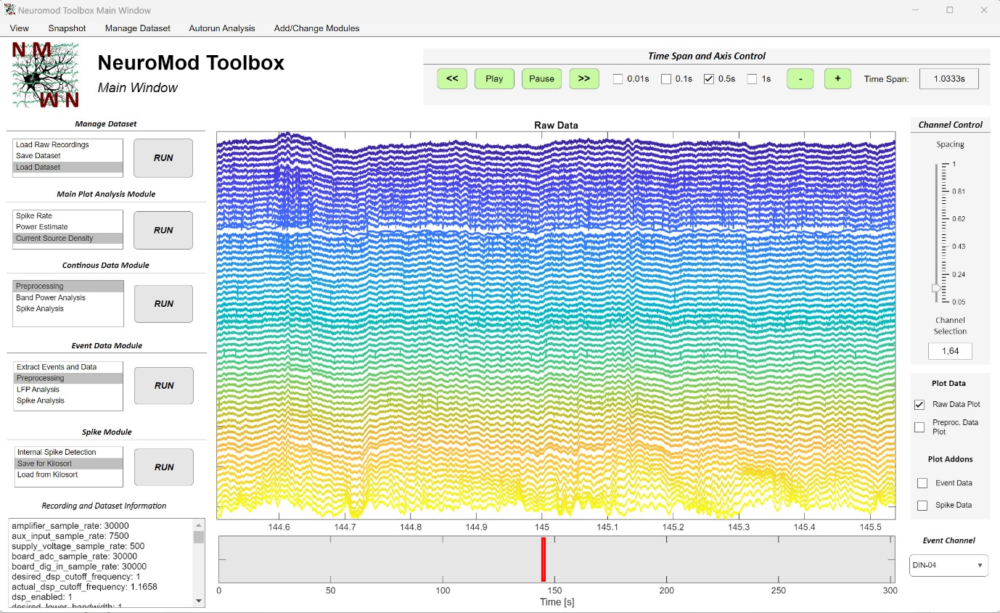 Neuromod Toolbox Main Window
View Snapshot Manage Dataset Autorun Analysis Add/Change Modules
N M
W N
NeuroMod Toolbox
Main Window
Time Span and Axis Control
<< Play Pause >> 0.01s 0.1s 0.5s 1s - + Time Span: 1.0333s
Manage Dataset
Load Raw Recordings
Save Dataset
Load Dataset
RUN
Main Plot Analysis Module
Spike Rate
Power Estimate
Current Source Density
RUN
Continous Data Module
Preprocessing
Band Power Analysis
Spike Analysis
RUN
Event Data Module
Extract Events and Data
Preprocessing
LFP Analysis
Spike Analysis
RUN
Spike Module
Internal Spike Detection
Save for Kilosort
Load from Kilosort
RUN
Recording and Dataset Information
amplifier_sample_rate: 30000
aux_input_sample_rate: 7500
supply_voltage_sample_rate: 500
board_adc_sample_rate: 30000
board_dig_in_sample_rate: 30000
desired_dsp_cutoff_frequency: 1
actual_dsp_cutoff_frequency: 1.1658
dsp_enabled: 1
desired_lower_bandwidth: 1
Raw Data
144.6 144.7 144.8 144.9 145 145.1 145.2 145.3 145.4 145.5
0 50 100 150 200 250 300
Time [s]
Channel Control
Spacing
1
0.81
0.62
0.43
0.24
0.05
Channel
Selection
1,64
Plot Data
Raw Data Plot
Preproc. Data
Plot
Plot Addons
Event Data
Spike Data
Event Channel
DIN-04